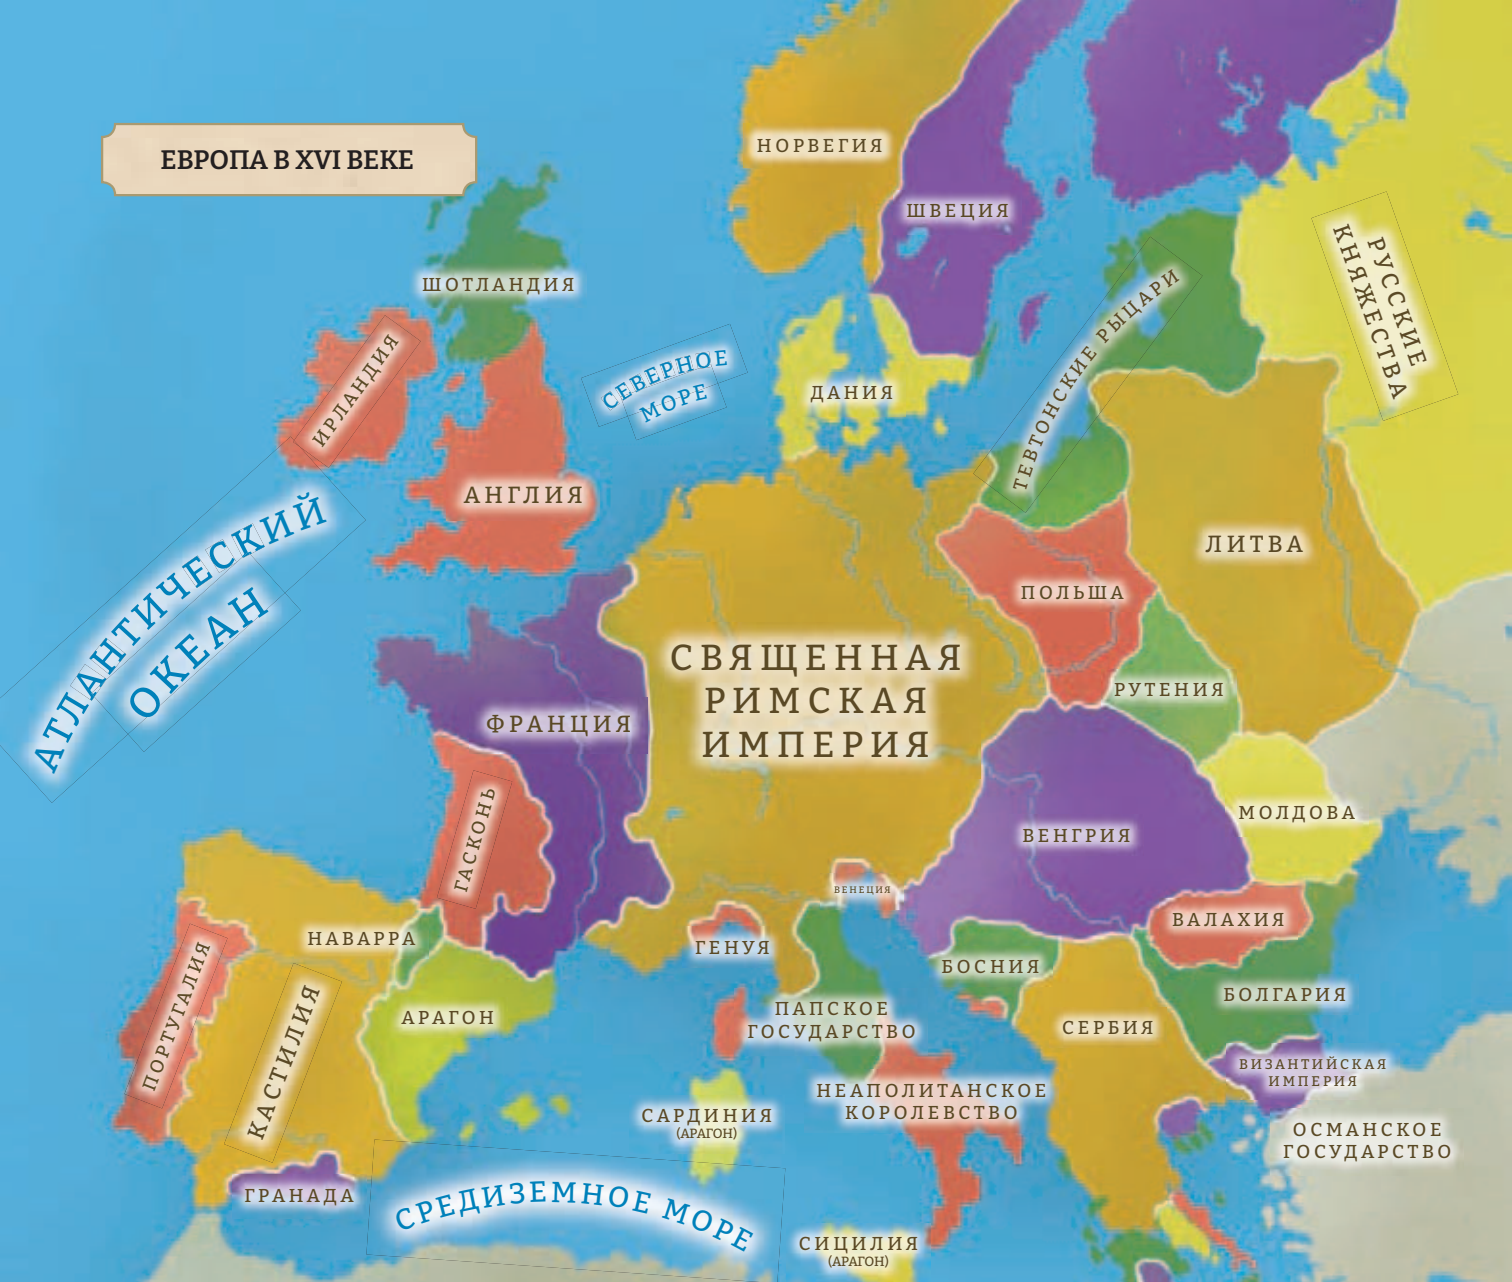 ЕВРОПА В XVI ВЕКЕ
НОРВЕГИЯ
ШВЕЦИЯ
ШОТЛАНДИЯ
РУССКИЕ
КНЯЖЕСТВА
ИРЛАНДИЯ
СЕВЕРНОЕ
МОРЕ
ДАНИЯ
ТЕВТОНСКИЕ РЫЦАРИ
АНГЛИЯ
АТЛАНТИЧЕСКИЙ
ОКЕАН
ЛИТВА
ПОЛЬША
СВЯЩЕННАЯ
РИМСКАЯ
ИМПЕРИЯ
РУТЕНИЯ
ФРАНЦИЯ
ГАСКОНЬ
МОЛДОВА
ВЕНГРИЯ
ВЕНЕЦИЯ
ВАЛАХИЯ
НАВАРРА
ГЕНУЯ
БОСНИЯ
ПОРТУГАЛИЯ
БОЛГАРИЯ
КАСТИЛИЯ
АРАГОН
ПАПСКОЕ
ГОСУДАРСТВО
СЕРБИЯ
ВИЗАНТИЙСКАЯ
ИМПЕРИЯ
НЕАПОЛИТАНСКОЕ
КОРОЛЕВСТВО
САРДИНИЯ
(АРАГОН)
ОСМАНСКОЕ
ГОСУДАРСТВО
ГРАНАДА
СРЕДИЗЕМНОЕ МОРЕ
СИЦИЛИЯ
(АРАГОН)